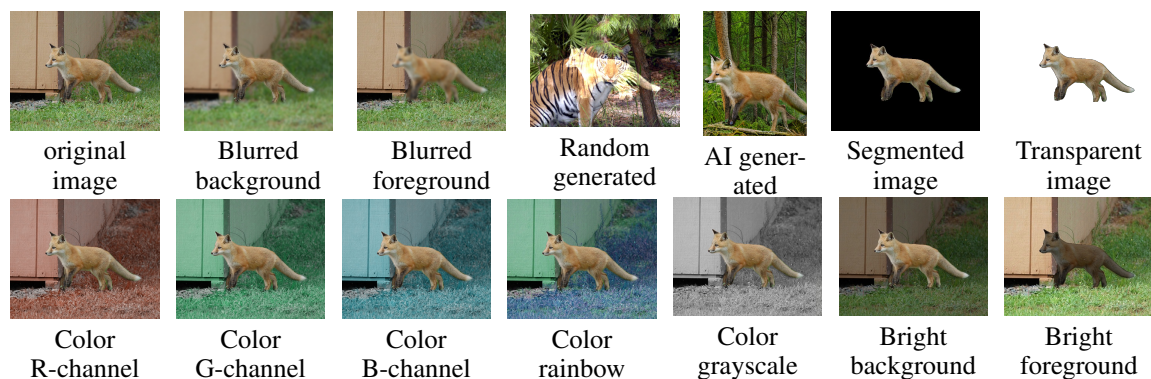 original
image
Blurred
background
Blurred
foreground
Random
generated
AI gener-
ated
Segmented
image
Transparent
image
Color
R-channel
Color
G-channel
Color
B-channel
Color
rainbow
Color
grayscale
Bright
background
Bright
foreground